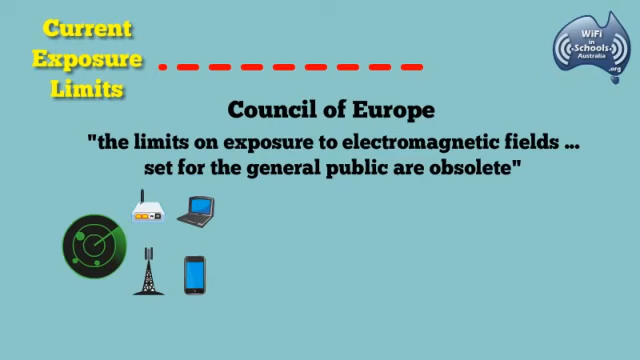 Current
Exposure
Limits
WiFi
in
Schools
Australia
.org
Council of Europe
"the limits on exposure to electromagnetic fields ...
set for the general public are obsolete"